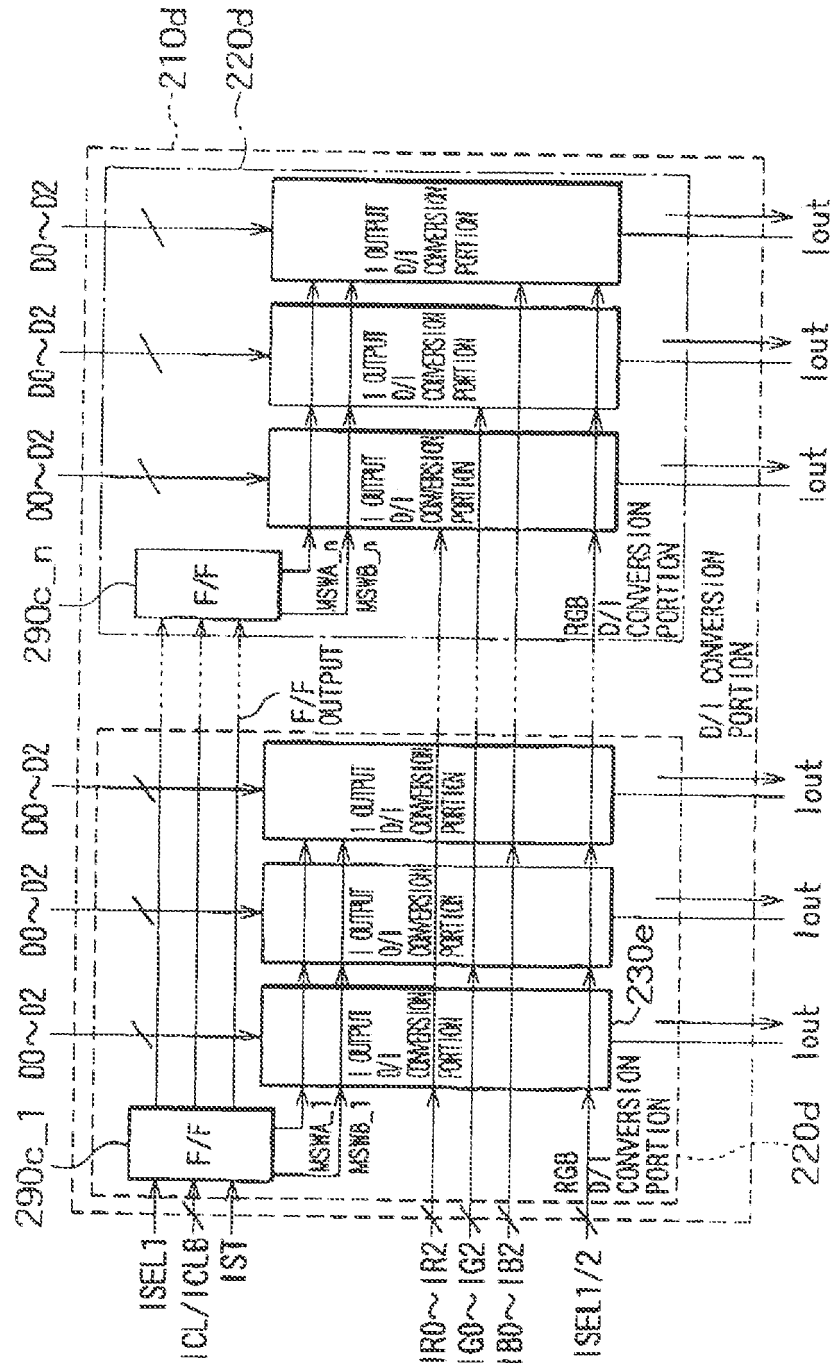 210d
220d
D0~D2
D0~D2
D0~D2
D0~D2
D0~D2
D0~D2
290c_1
290c_n
ISEL1
ICL/ICLB
IST
F/F
F/F
F/F
OUTPUT
MSWA_1
MSWB_1
MSWA_n
MSWB_n
1 OUTPUT
D/I
CONVERSION
PORTION
1 OUTPUT
D/I
CONVERSION
PORTION
1 OUTPUT
D/I
CONVERSION
PORTION
1 OUTPUT
D/I
CONVERSION
PORTION
1 OUTPUT
D/I
CONVERSION
PORTION
1 OUTPUT
D/I
CONVERSION
PORTION
IR0~IR2
IG0~IG2
IB0~IB2
ISEL1/2
RGB
D/I
CONVERSION
PORTION
RGB
D/I
CONVERSION
PORTION
D/I CONVERSION
PORTION
230e
220d
Iout
Iout
Iout
Iout
Iout
Iout